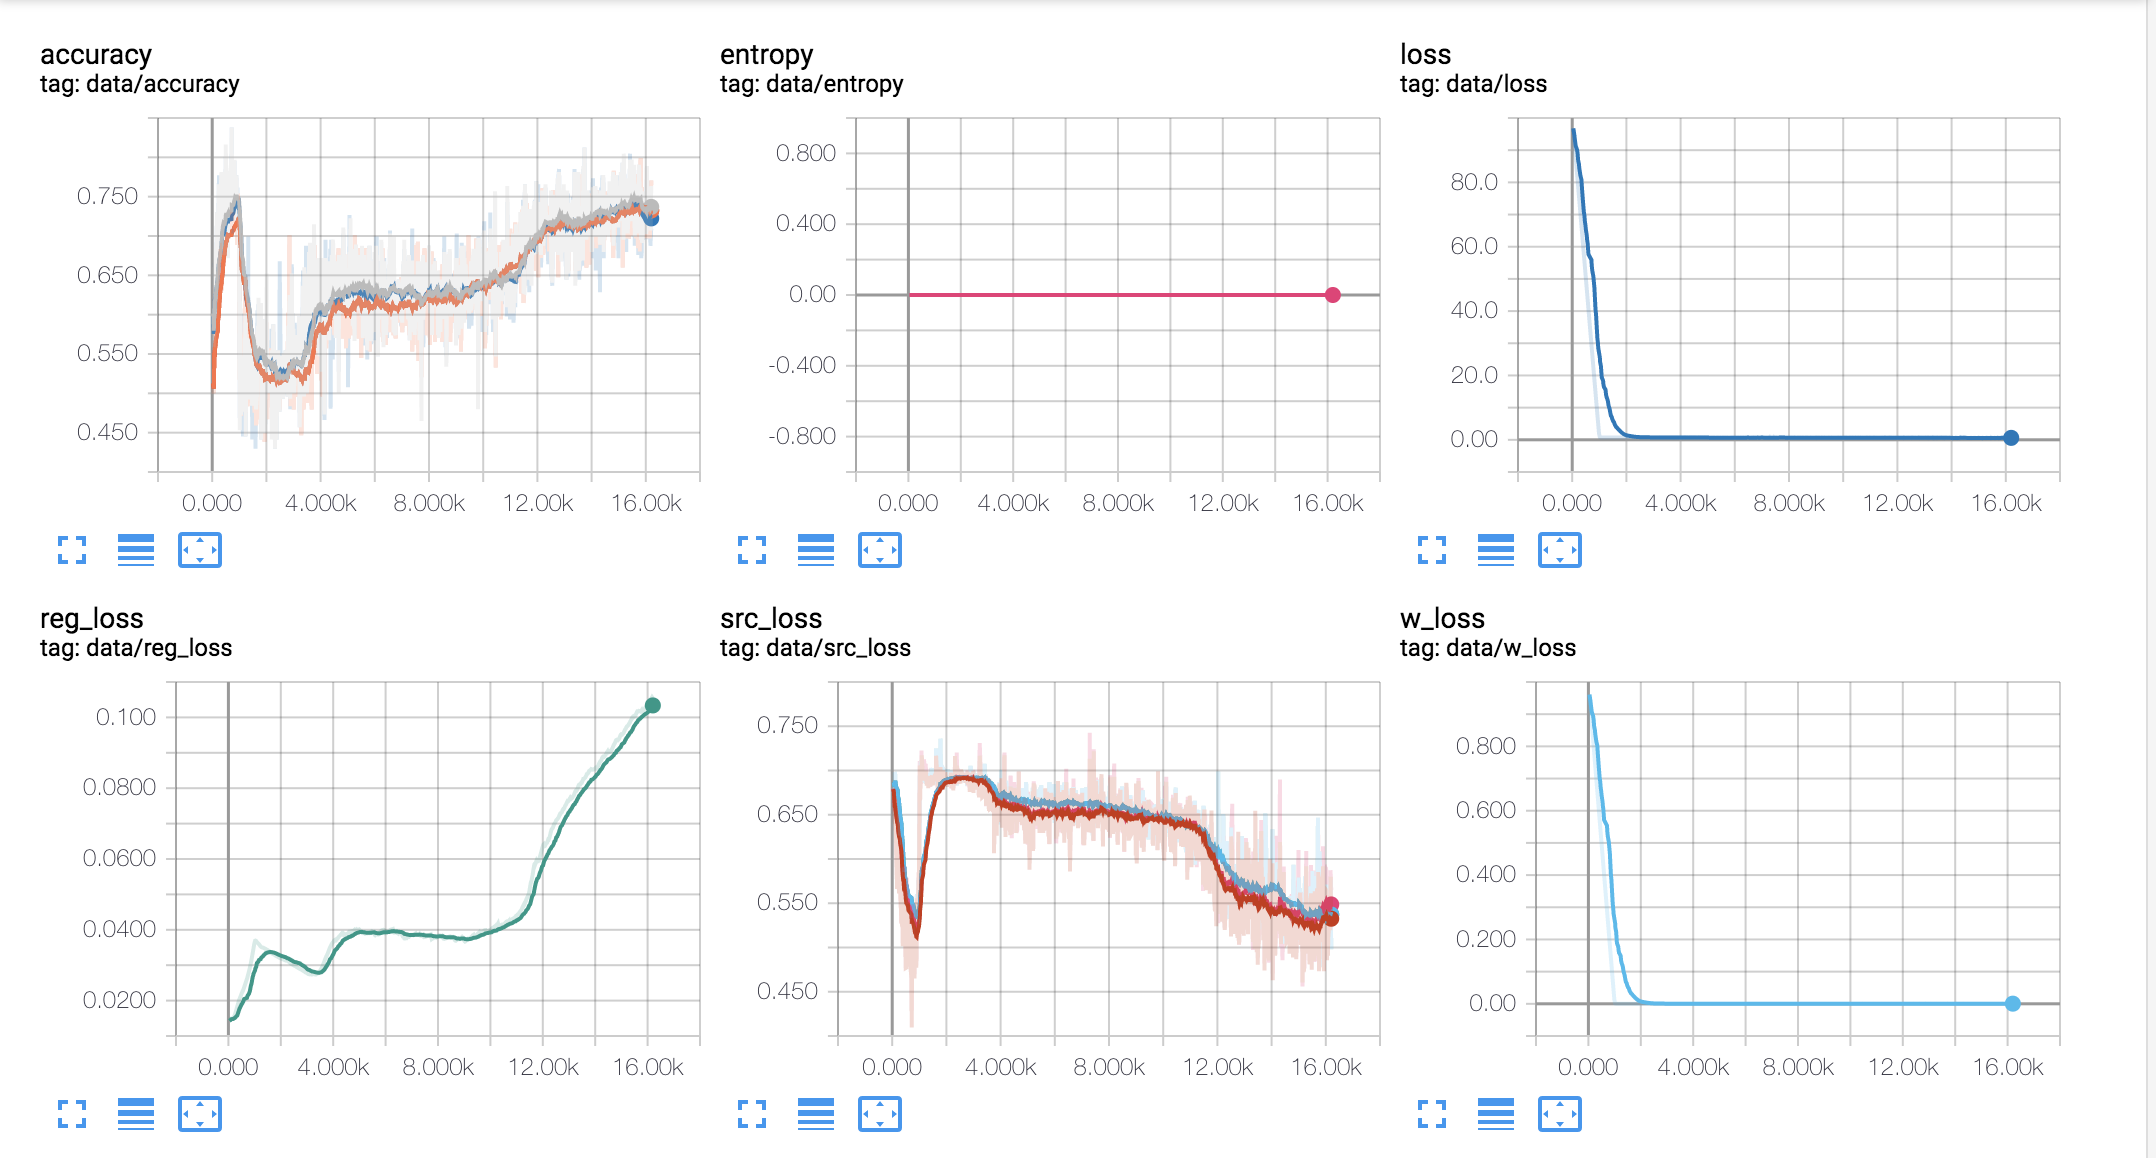 accuracy
tag: data/accuracy
0.750
0.650
0.550
0.450
0.000 4.000k 8.000k 12.00k 16.00k
entropy
tag: data/entropy
0.800
0.400
0.00
-0.400
-0.800
0.000 4.000k 8.000k 12.00k 16.00k
loss
tag: data/loss
80.0
60.0
40.0
20.0
0.00
0.000 4.000k 8.000k 12.00k 16.00k
reg_loss
tag: data/reg_loss
0.100
0.0800
0.0600
0.0400
0.0200
0.000 4.000k 8.000k 12.00k 16.00k
src_loss
tag: data/src_loss
0.750
0.650
0.550
0.450
0.000 4.000k 8.000k 12.00k 16.00k
w_loss
tag: data/w_loss
0.800
0.600
0.400
0.200
0.00
0.000 4.000k 8.000k 12.00k 16.00k